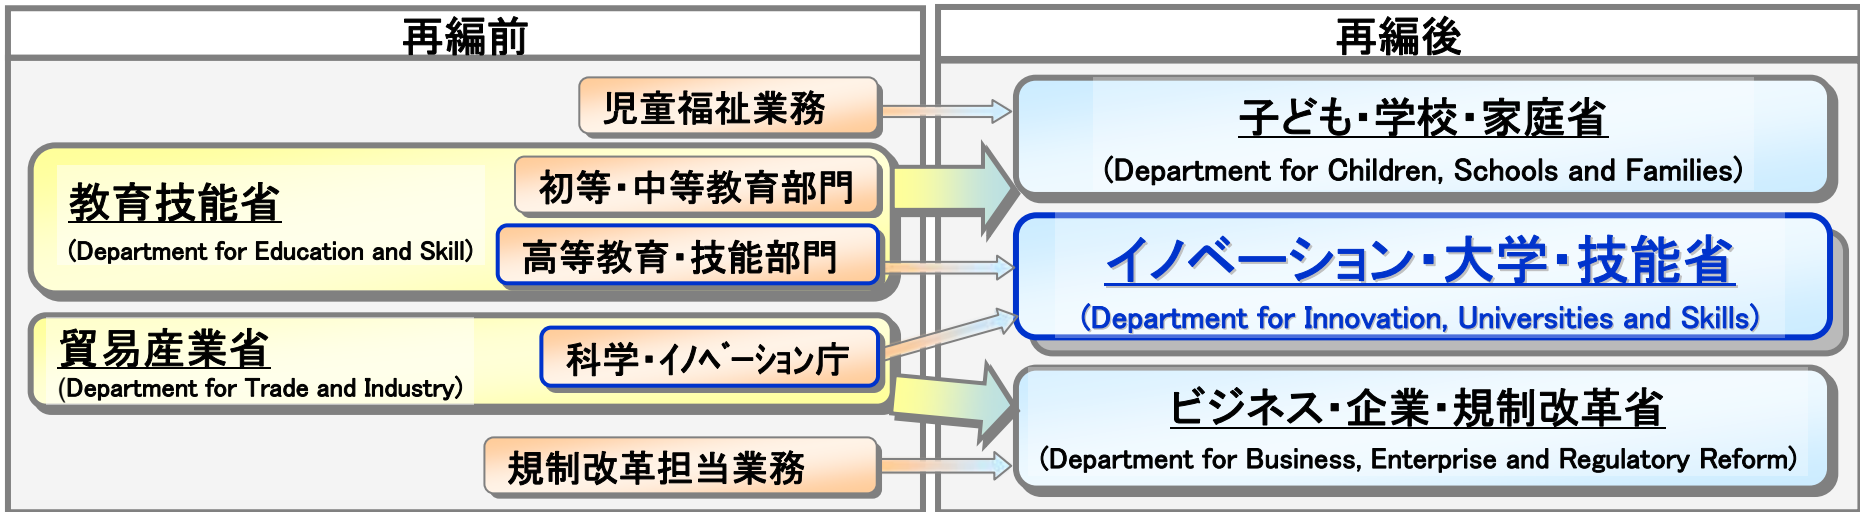 再編前
児童福祉業務
教育技能省
(Department for Education and Skill)
初等・中等教育部門
高等教育・技能部門
貿易産業省
(Department for Trade and Industry)
科学・ｲﾉﾍﾞｰｼｮﾝ庁
規制改革担当業務
再編後
子ども・学校・家庭省
(Department for Children, Schools and Families)
イノベーション・大学・技能省
(Department for Innovation, Universities and Skills)
ビジネス・企業・規制改革省
(Department for Business, Enterprise and Regulatory Reform)